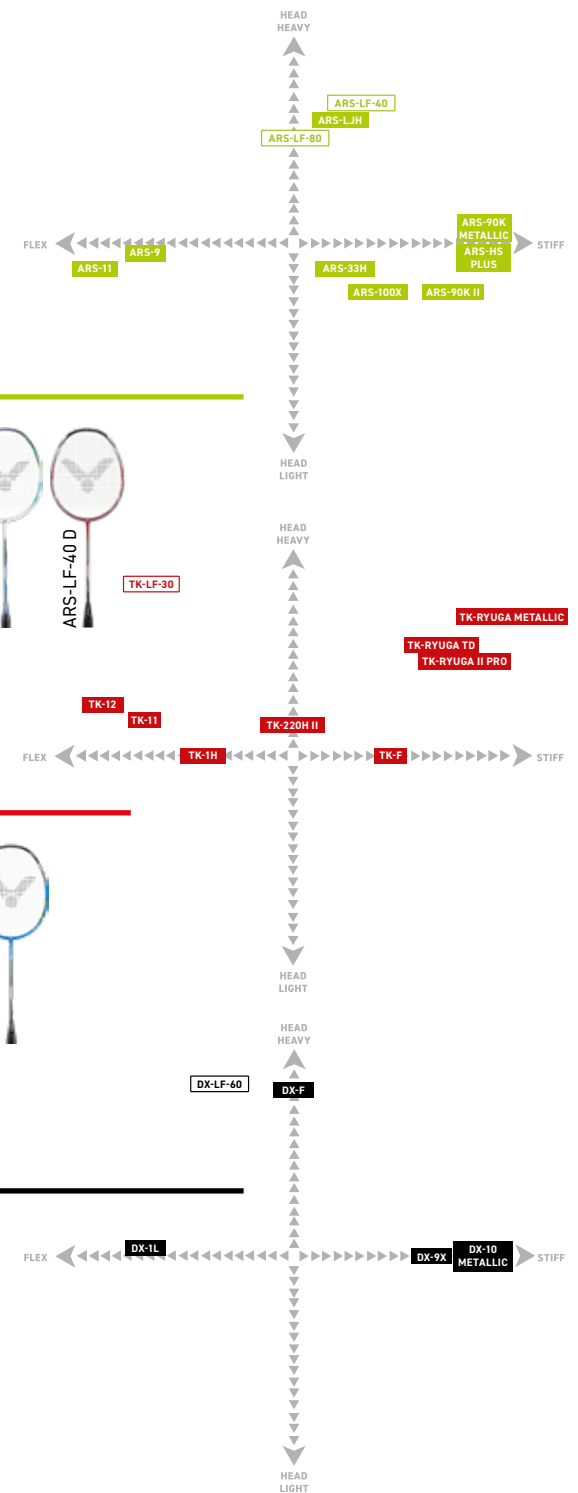 HEAD
HEAVY
ARS-LF-40
ARS-LJH
ARS-LF-80
ARS-90K
METALLIC
FLEX
STIFF
ARS-9
ARS-HS
PLUS
ARS-11
ARS-33H
ARS-100X
ARS-90K II
HEAD
LIGHT
ARS-LF-40 D
HEAD
HEAVY
TK-LF-30
TK-RYUGA METALLIC
TK-RYUGA TD
TK-RYUGA II PRO
TK-12
TK-11
TK-220H II
FLEX
TK-1H
TK-F
STIFF
HEAD
LIGHT
HEAD
HEAVY
DX-LF-60
DX-F
DX-1L
FLEX
DX-9X
DX-10
METALLIC
STIFF
HEAD
LIGHT